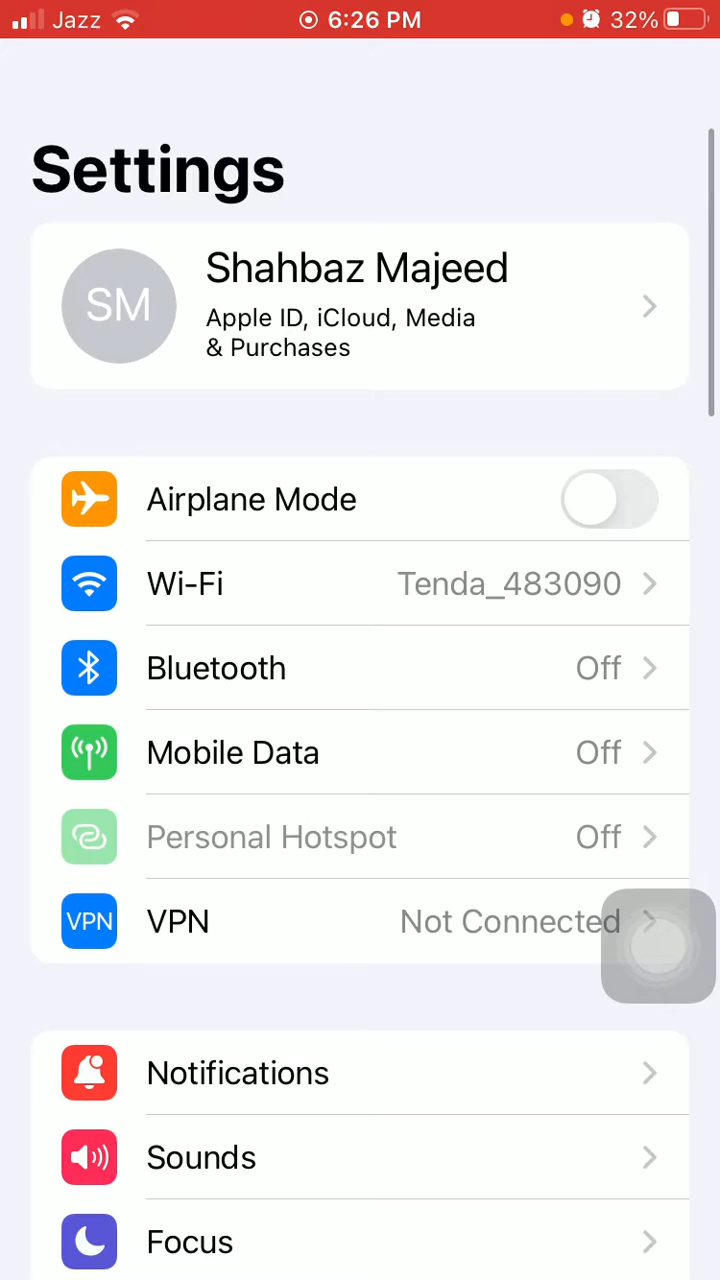 Jazz 6:26 PM 32%
Settings
SM
Shahbaz Majeed
Apple ID, iCloud, Media
& Purchases
Airplane Mode
Wi-Fi Tenda_483090
Bluetooth Off
Mobile Data Off
Personal Hotspot Off
VPN VPN Not Connected
Notifications
Sounds
Focus